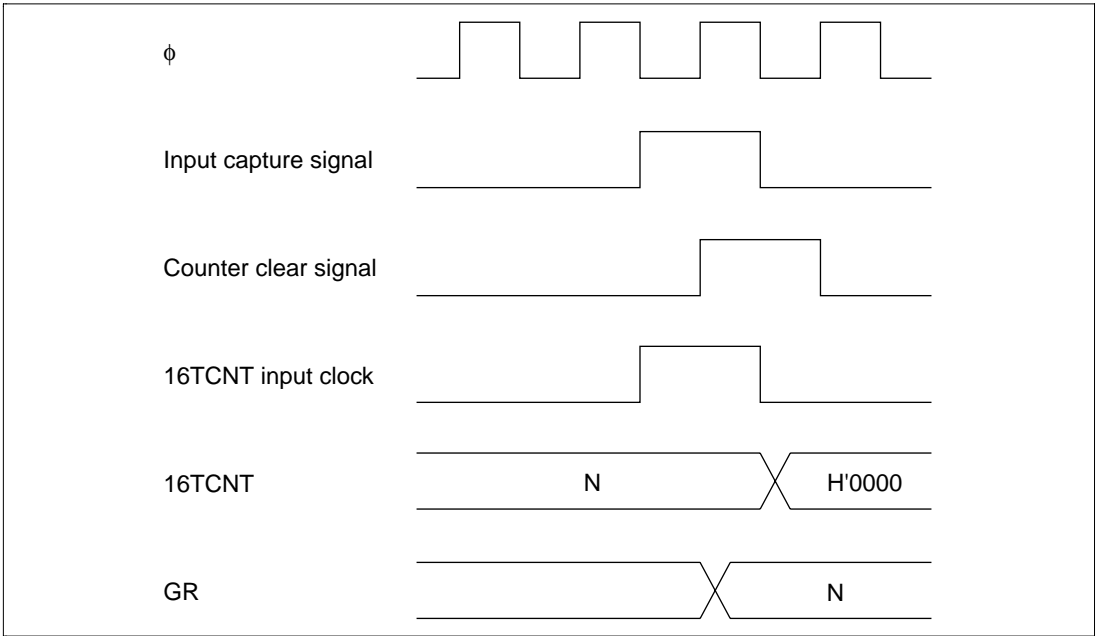 ϕ
Input capture signal
Counter clear signal
16TCNT input clock
16TCNT
N
H'0000
GR
N